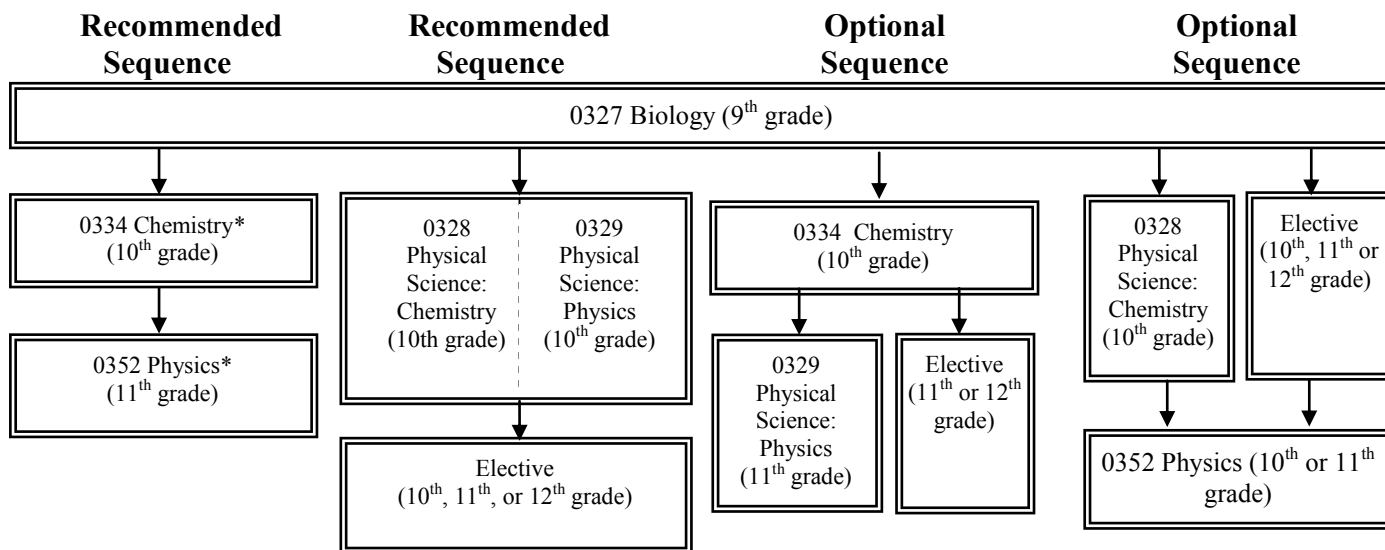 Recommended
Sequence
Recommended
Sequence
Optional
Sequence
Optional
Sequence
0327 Biology (9th grade)
0334 Chemistry*
(10th grade)
0352 Physics*
(11th grade)
0328
Physical
Science:
Chemistry
(10th grade)
0329
Physical
Science:
Physics
(10th grade)
Elective
(10th, 11th, or 12th grade)
0334 Chemistry
(10th grade)
0329
Physical
Science:
Physics
(11th grade)
Elective
(11th or 12th
grade)
0328
Physical
Science:
Chemistry
(10th grade)
Elective
(10th, 11th or
12th grade)
0352 Physics (10th or 11th
grade)